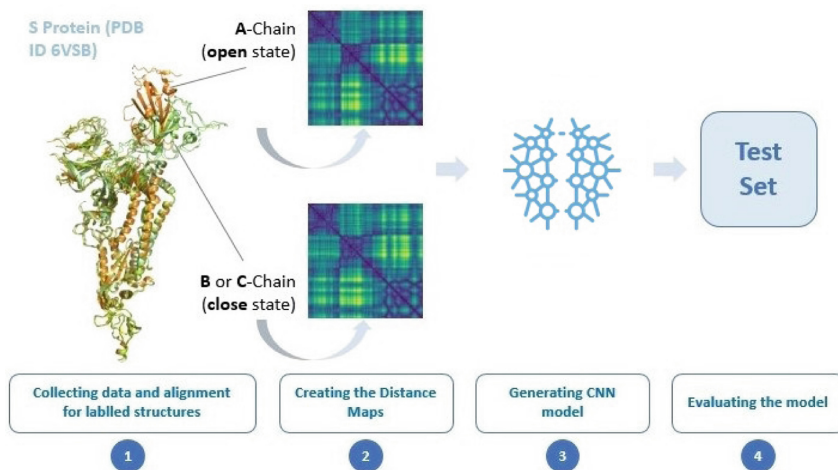 S Protein (PDB
ID 6VSB)
A-Chain
(open state)
B or C-Chain
(close state)
Test
Set
Collecting data and alignment
for lablled structures
Creating the Distance
Maps
Generating CNN
model
Evaluating the model
1
2
3
4